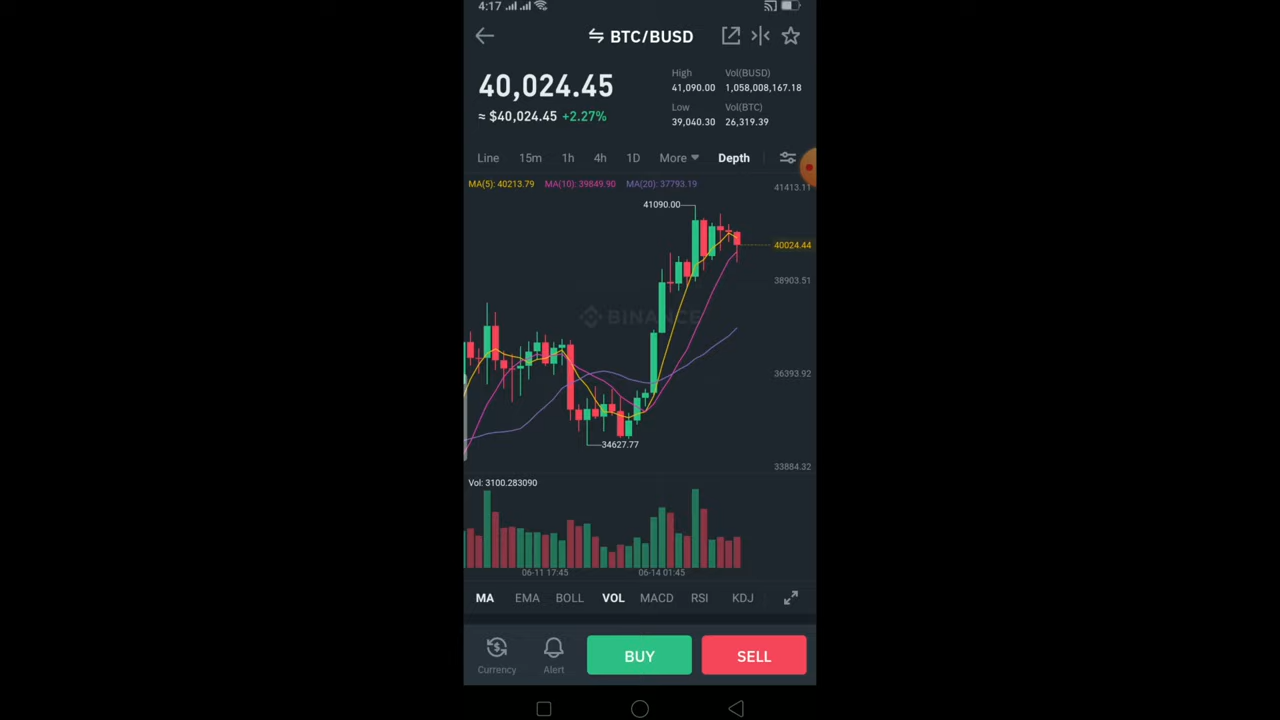 4:17
BTC/BUSD
40,024.45
≈ $40,024.45 +2.27%
High
41,090.00
Vol(BUSD)
1,058,008,167.18
Low
39,040.30
Vol(BTC)
26,319.39
Line 15m 1h 4h 1D More Depth
MA(5): 40213.79 MA(10): 39849.90 MA(20): 37793.19
41413.11
41090.00
40024.44
38903.51
BINANCE
36393.92
34627.77
33884.32
Vol: 3100.283090
06-11 17:45 06-14 01:45
MA EMA BOLL VOL MACD RSI KDJ
Currency Alert BUY SELL